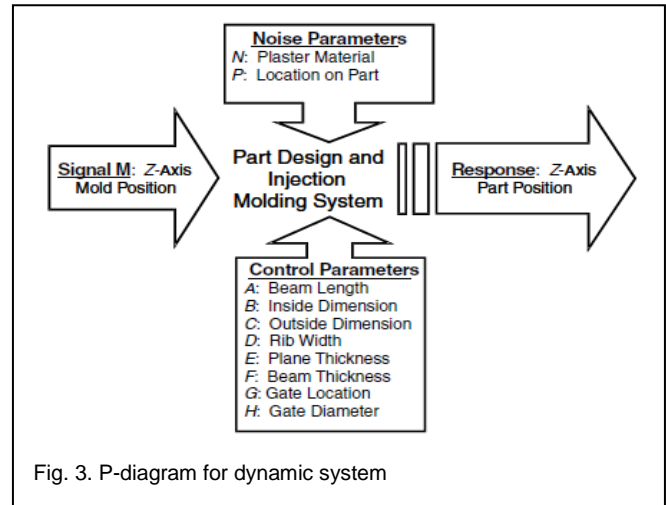 Noise Parameters
N: Plaster Material
P: Location on Part
Signal M: Z-Axis
Mold Position
Part Design and
Injection
Molding System
Response: Z-Axis
Part Position
Control Parameters
A: Beam Length
B: Inside Dimension
C: Outside Dimension
D: Rib Width
E: Plane Thickness
F: Beam Thickness
G: Gate Location
H: Gate Diameter
Fig. 3. P-diagram for dynamic system